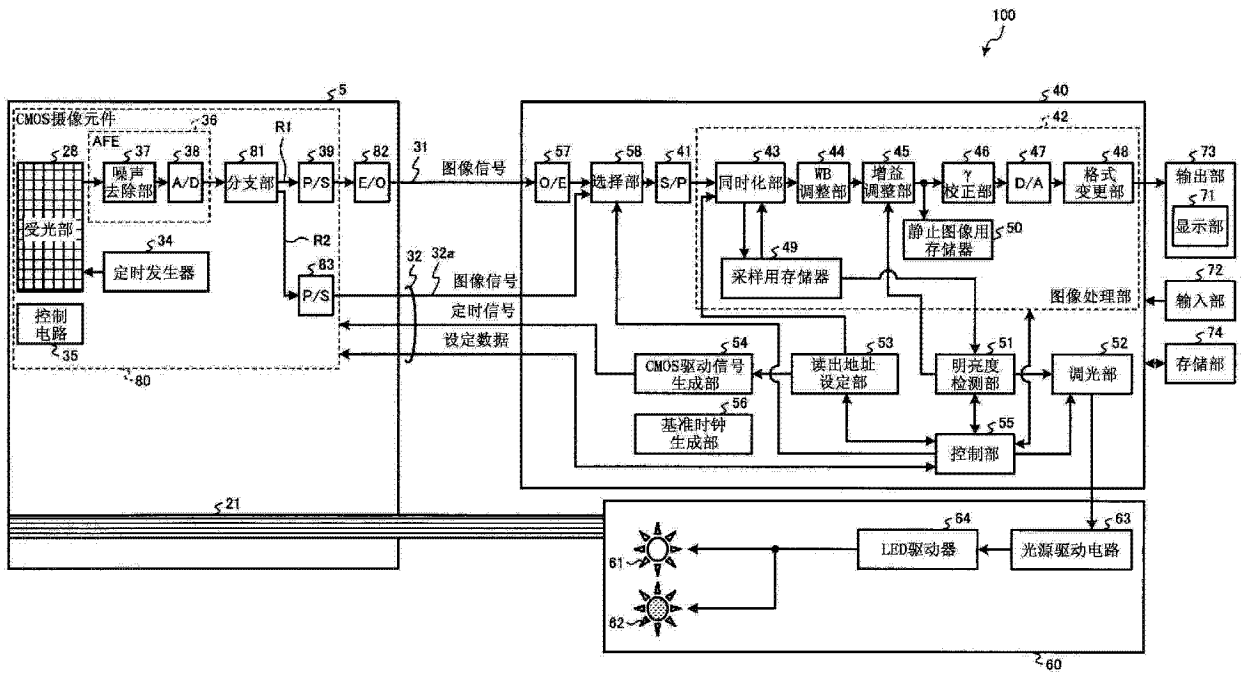 100
5
40
CMOS摄像元件
36
42
AFE
R1
28
37
38
81
39
82
31
57
58
41
43
44
45
46
47
48
73
受光部
噪声
去除部
A/D
分支部
P/S
E/O
图像信号
O/E
选择部
S/P
同时化部
WB
调整部
增益
调整部
γ
校正部
D/A
格式
变更部
输出部
71
显示部
R2
34
定时发生器
83
P/S
32
32a
图像信号
49
采样用存储器
静止图像用
存储器
50
图像处理部
72
输入部
控制
电路
35
定时信号
设定数据
80
54
CMOS驱动信号
生成部
53
读出地址
设定部
51
明亮度
检测部
52
调光部
74
存储部
56
基准时钟
生成部
55
控制部
21
61
62
64
LED驱动器
63
光源驱动电路
60